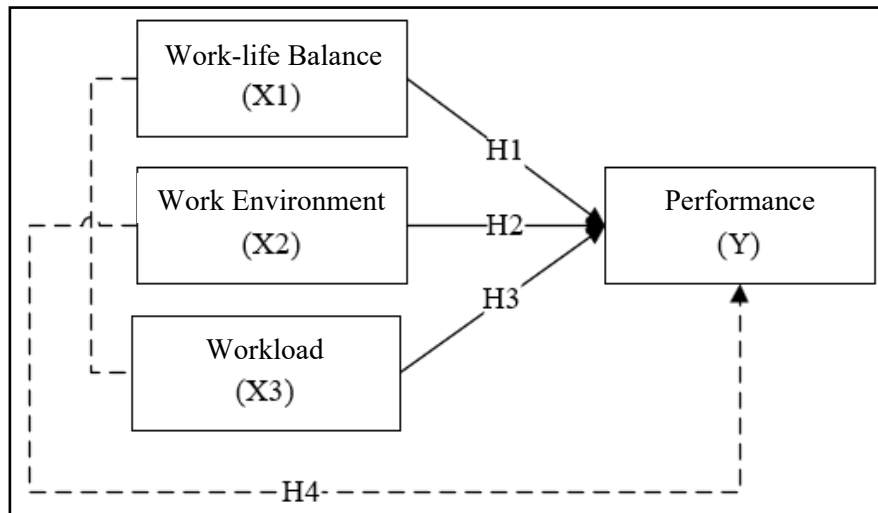 Work-life Balance
(X1)
H1
Work Environment
(X2)
H2
Performance
(Y)
H3
Workload
(X3)
H4